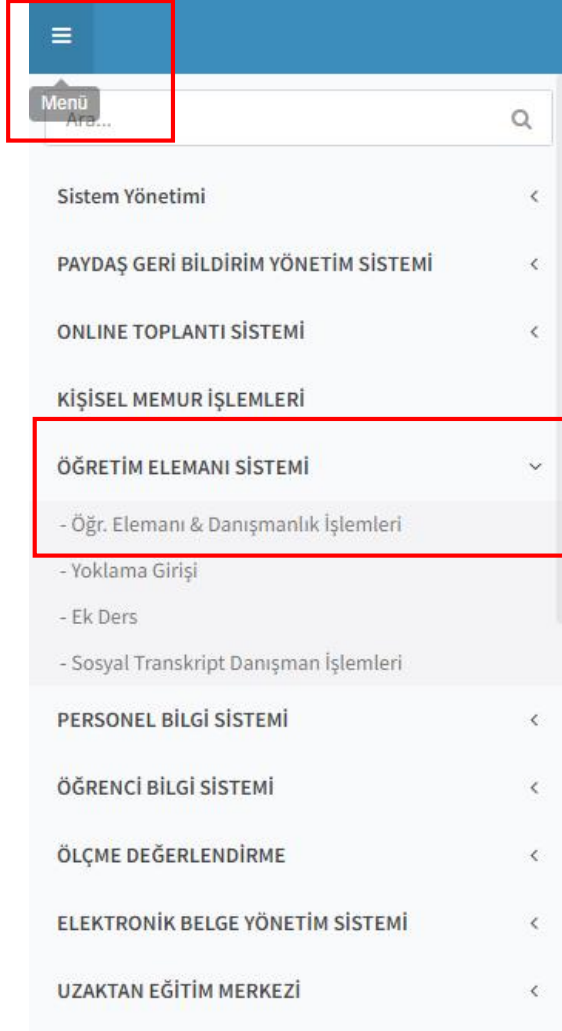 Menü
Ara...
Sistem Yönetimi
PAYDAŞ GERİ BİLDİRİM YÖNETİM SİSTEMİ
ONLINE TOPLANTI SİSTEMİ
KİŞİSEL MEMUR İŞLEMLERİ
ÖĞRETİM ELEMANI SİSTEMİ
- Öğr. Elemanı & Danışmanlık İşlemleri
- Yoklama Girişi
- Ek Ders
- Sosyal Transkript Danışman İşlemleri
PERSONEL BİLGİ SİSTEMİ
ÖĞRENCİ BİLGİ SİSTEMİ
ÖLÇME DEĞERLENDİRME
ELEKTRONİK BELGE YÖNETİM SİSTEMİ
UZAKTAN EĞİTİM MERKEZİ